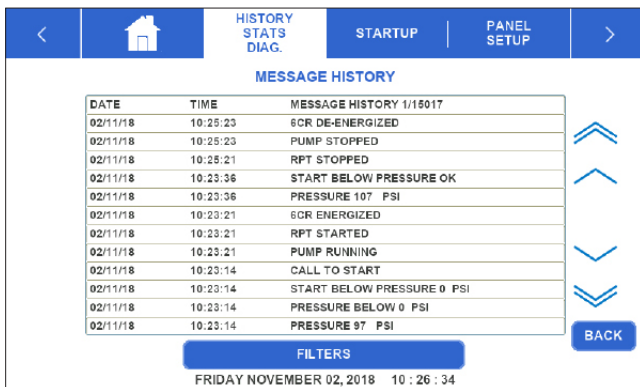 HISTORY
STATS
DIAG.
STARTUP
PANEL
SETUP
MESSAGE HISTORY
DATE TIME MESSAGE HISTORY 1/15017
02/11/18 10:25:23 6CR DE-ENERGIZED
02/11/18 10:25:23 PUMP STOPPED
02/11/18 10:25:21 RPT STOPPED
02/11/18 10:23:36 START BELOW PRESSURE OK
02/11/18 10:23:36 PRESSURE 107 PSI
02/11/18 10:23:21 6CR ENERGIZED
02/11/18 10:23:21 RPT STARTED
02/11/18 10:23:21 PUMP RUNNING
02/11/18 10:23:14 CALL TO START
02/11/18 10:23:14 START BELOW PRESSURE 0 PSI
02/11/18 10:23:14 PRESSURE BELOW 0 PSI
02/11/18 10:23:14 PRESSURE 97 PSI
BACK
FILTERS
FRIDAY NOVEMBER 02, 2018 10 : 26 : 34